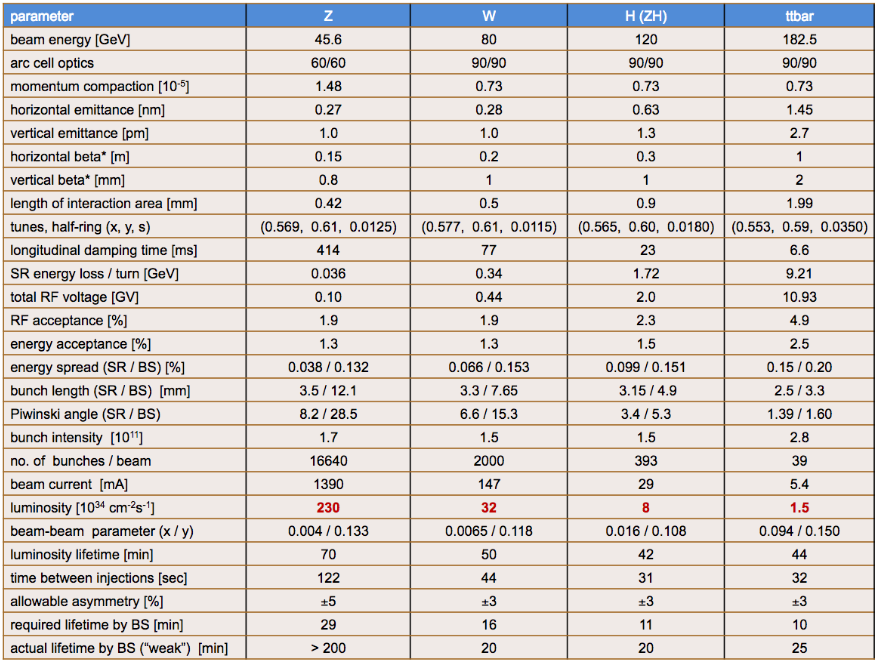 parameter Z W H (ZH) ttbar
beam energy [GeV] 45.6 80 120 182.5
arc cell optics 60/60 90/90 90/90 90/90
momentum compaction [10⁻⁵] 1.48 0.73 0.73 0.73
horizontal emittance [nm] 0.27 0.28 0.63 1.45
vertical emittance [pm] 1.0 1.0 1.3 2.7
horizontal beta* [m] 0.15 0.2 0.3 1
vertical beta* [mm] 0.8 1 1 2
length of interaction area [mm] 0.42 0.5 0.9 1.99
tunes, half-ring (x, y, s) (0.569, 0.61, 0.0125) (0.577, 0.61, 0.0115) (0.565, 0.60, 0.0180) (0.553, 0.59, 0.0350)
longitudinal damping time [ms] 414 77 23 6.6
SR energy loss / turn [GeV] 0.036 0.34 1.72 9.21
total RF voltage [GV] 0.10 0.44 2.0 10.93
RF acceptance [%] 1.9 1.9 2.3 4.9
energy acceptance [%] 1.3 1.3 1.5 2.5
energy spread (SR / BS) [%] 0.038 / 0.132 0.066 / 0.153 0.099 / 0.151 0.15 / 0.20
bunch length (SR / BS) [mm] 3.5 / 12.1 3.3 / 7.65 3.15 / 4.9 2.5 / 3.3
Piwinski angle (SR / BS) 8.2 / 28.5 6.6 / 15.3 3.4 / 5.3 1.39 / 1.60
bunch intensity [10¹¹] 1.7 1.5 1.5 2.8
no. of bunches / beam 16640 2000 393 39
beam current [mA] 1390 147 29 5.4
luminosity [10³⁴ cm⁻²s⁻¹] 230 32 8 1.5
beam-beam parameter (x / y) 0.004 / 0.133 0.0065 / 0.118 0.016 / 0.108 0.094 / 0.150
luminosity lifetime [min] 70 50 42 44
time between injections [sec] 122 44 31 32
allowable asymmetry [%] ±5 ±3 ±3 ±3
required lifetime by BS [min] 29 16 11 10
actual lifetime by BS ("weak") [min] > 200 20 20 25